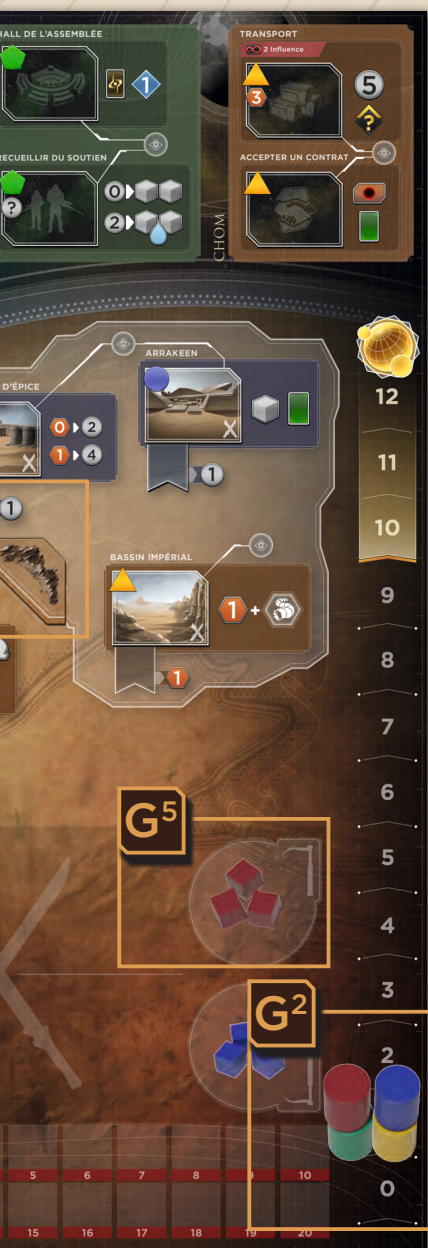 HALL DE L'ASSEMBLÉE
1
RECUEILLIR DU SOUTIEN
?
0
2
TRANSPORT
∞ 2 Influence
3
5
?
ACCEPTER UN CONTRAT
CHOM
D'ÉPICE
0 2
1 4
1
ARRAKEEN
1
BASSIN IMPÉRIAL
1 +
1
12
11
10
9
8
7
6
5
4
3
2
0
G5
G2
5 6 7 8 9 10
15 16 17 18 19 20